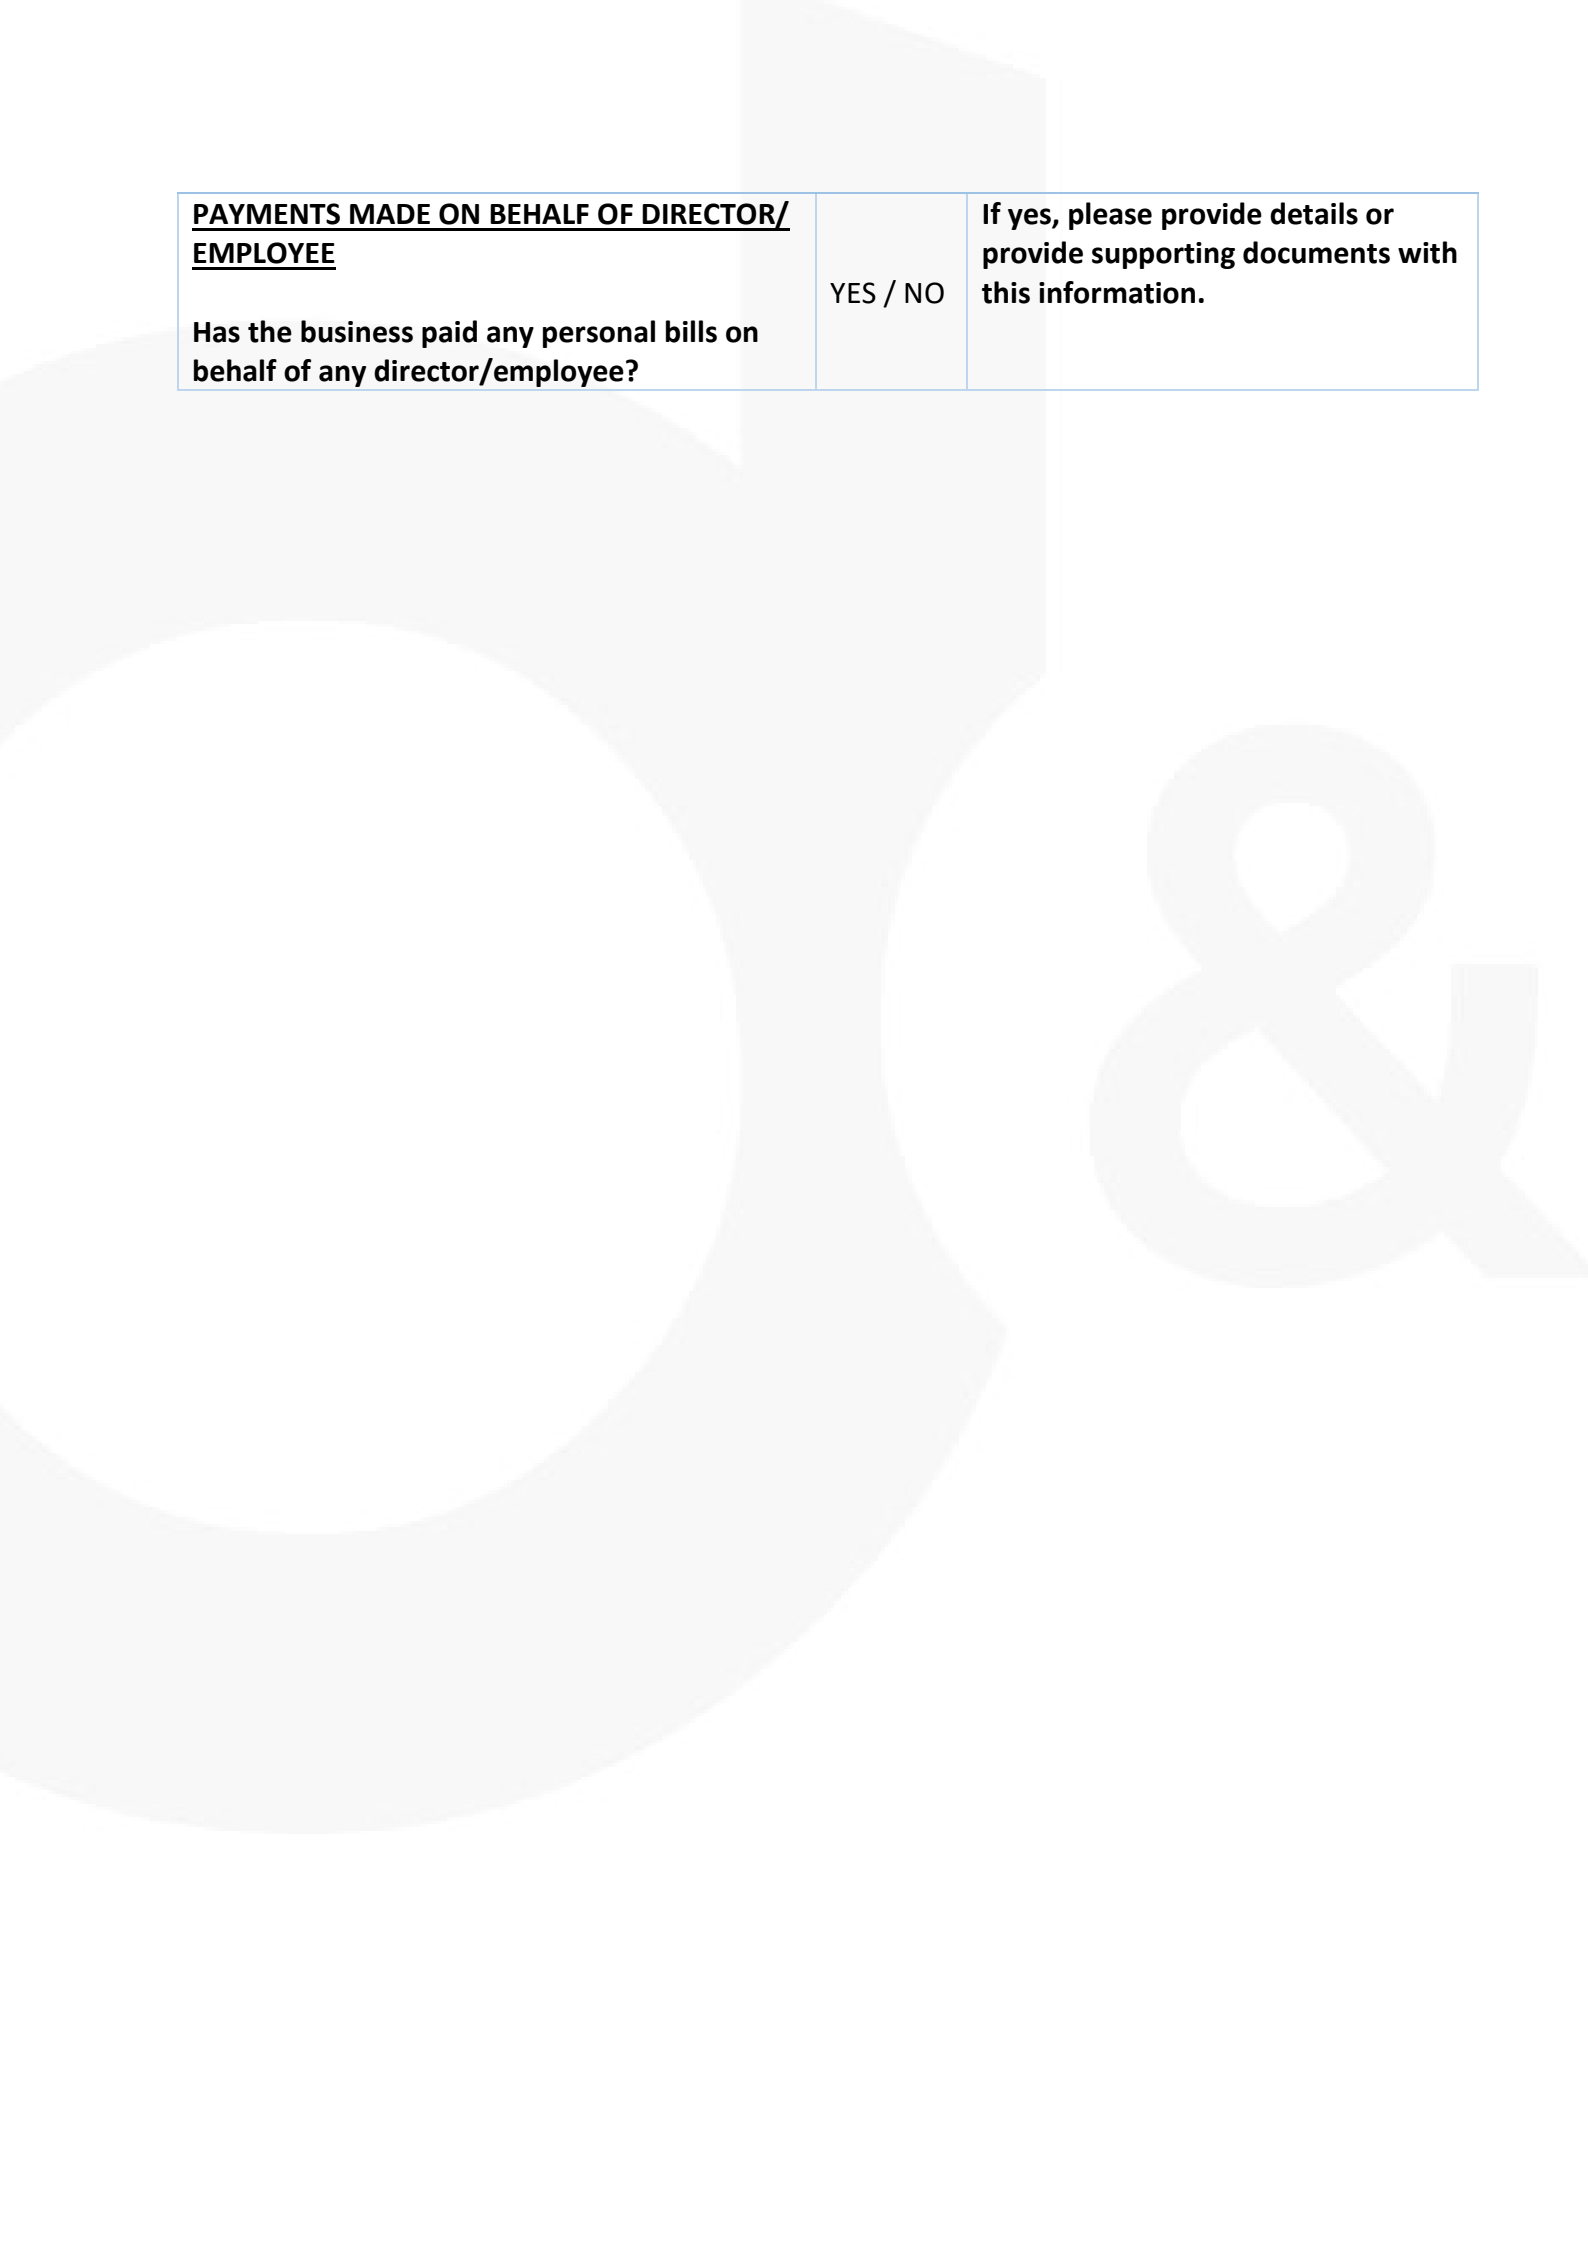 PAYMENTS MADE ON BEHALF OF DIRECTOR/
EMPLOYEE
Has the business paid any personal bills on
behalf of any director/employee?
YES / NO
If yes, please provide details or
provide supporting documents with
this information.
&